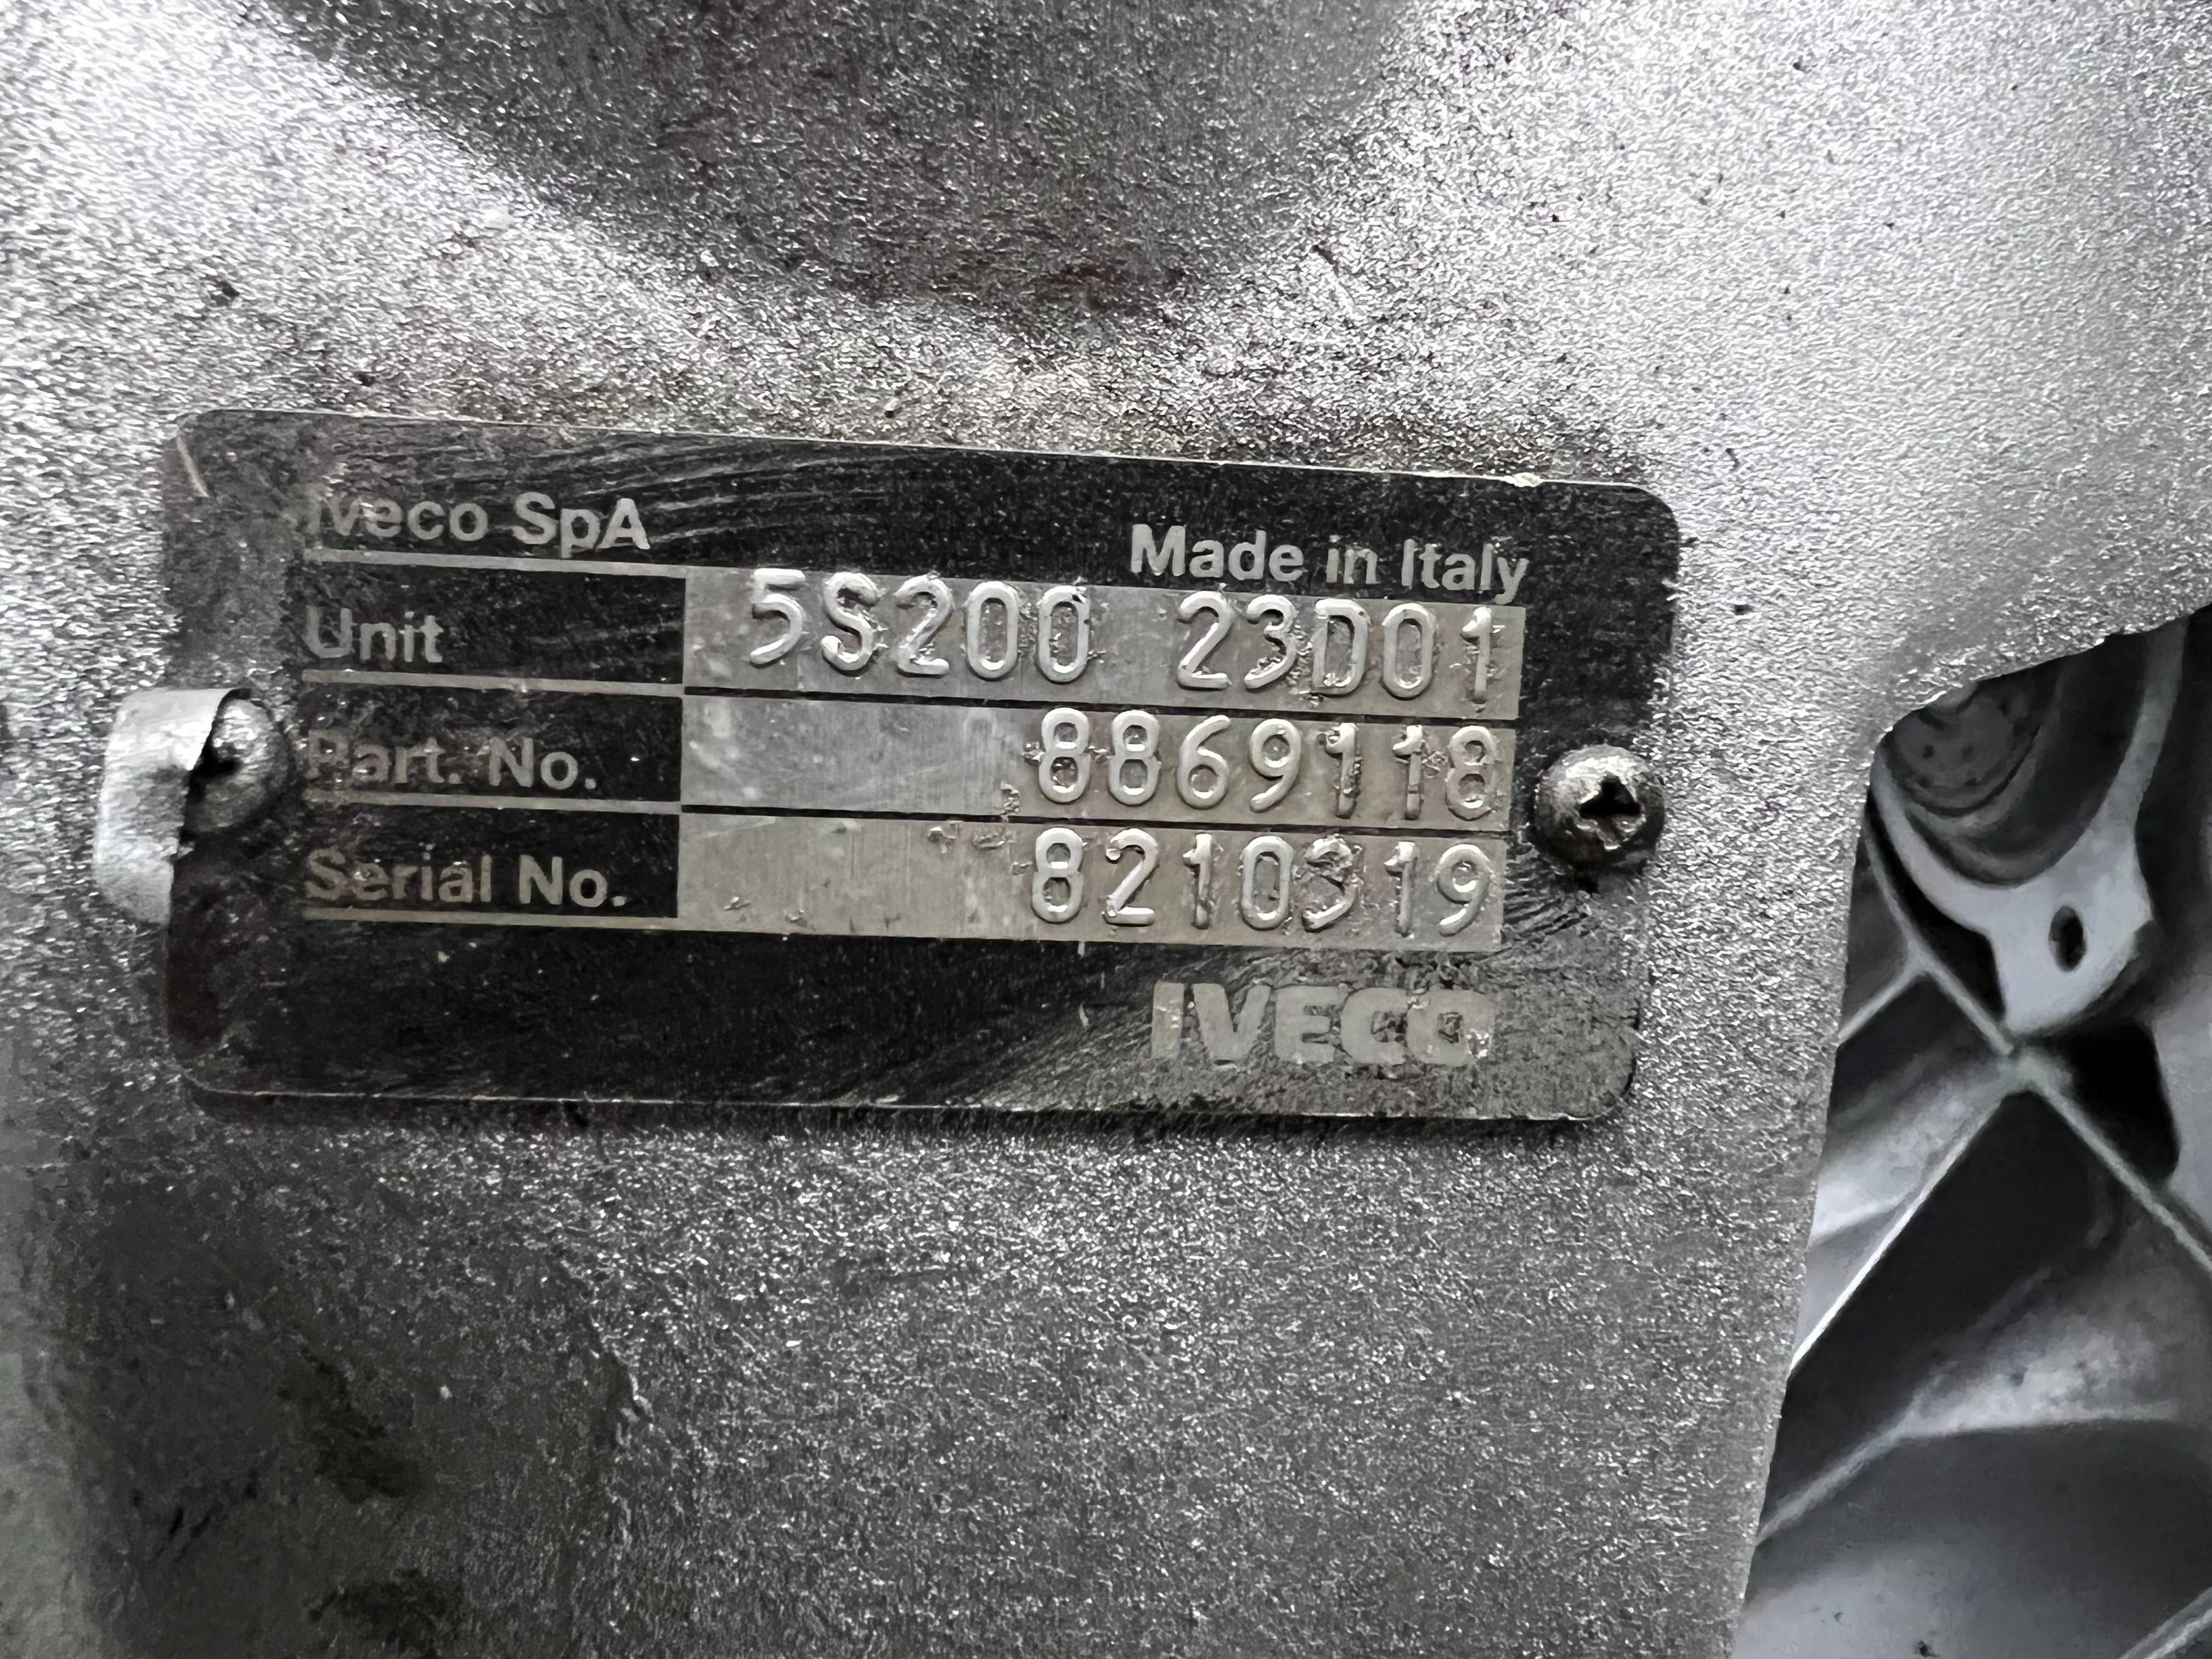 Iveco SpA
Made in Italy
Unit 5S200 23D01
Part. No. 8869118
Serial No. 8210319
IVECO